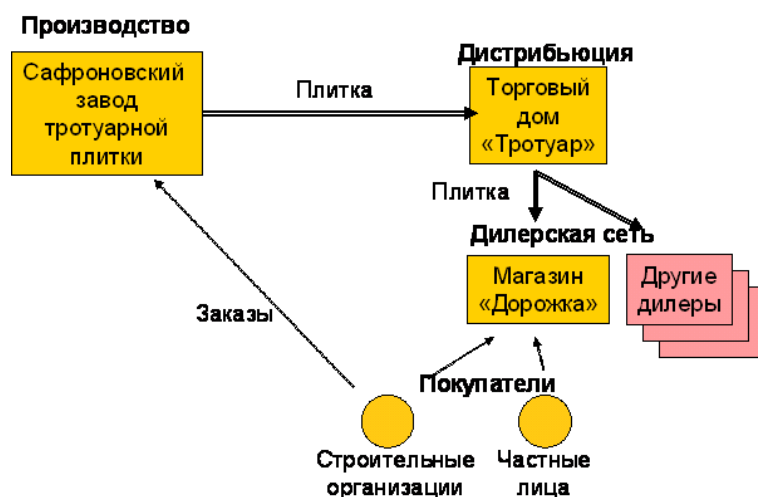 Производство
Сафроновский
завод
тротуарной
плитки
Плитка
Дистрибьюция
Торговый
дом
«Тротуар»
Плитка
Дилерская сеть
Магазин
«Дорожка»
Другие
дилеры
Заказы
Покупатели
Строительные
организации
Частные
лица